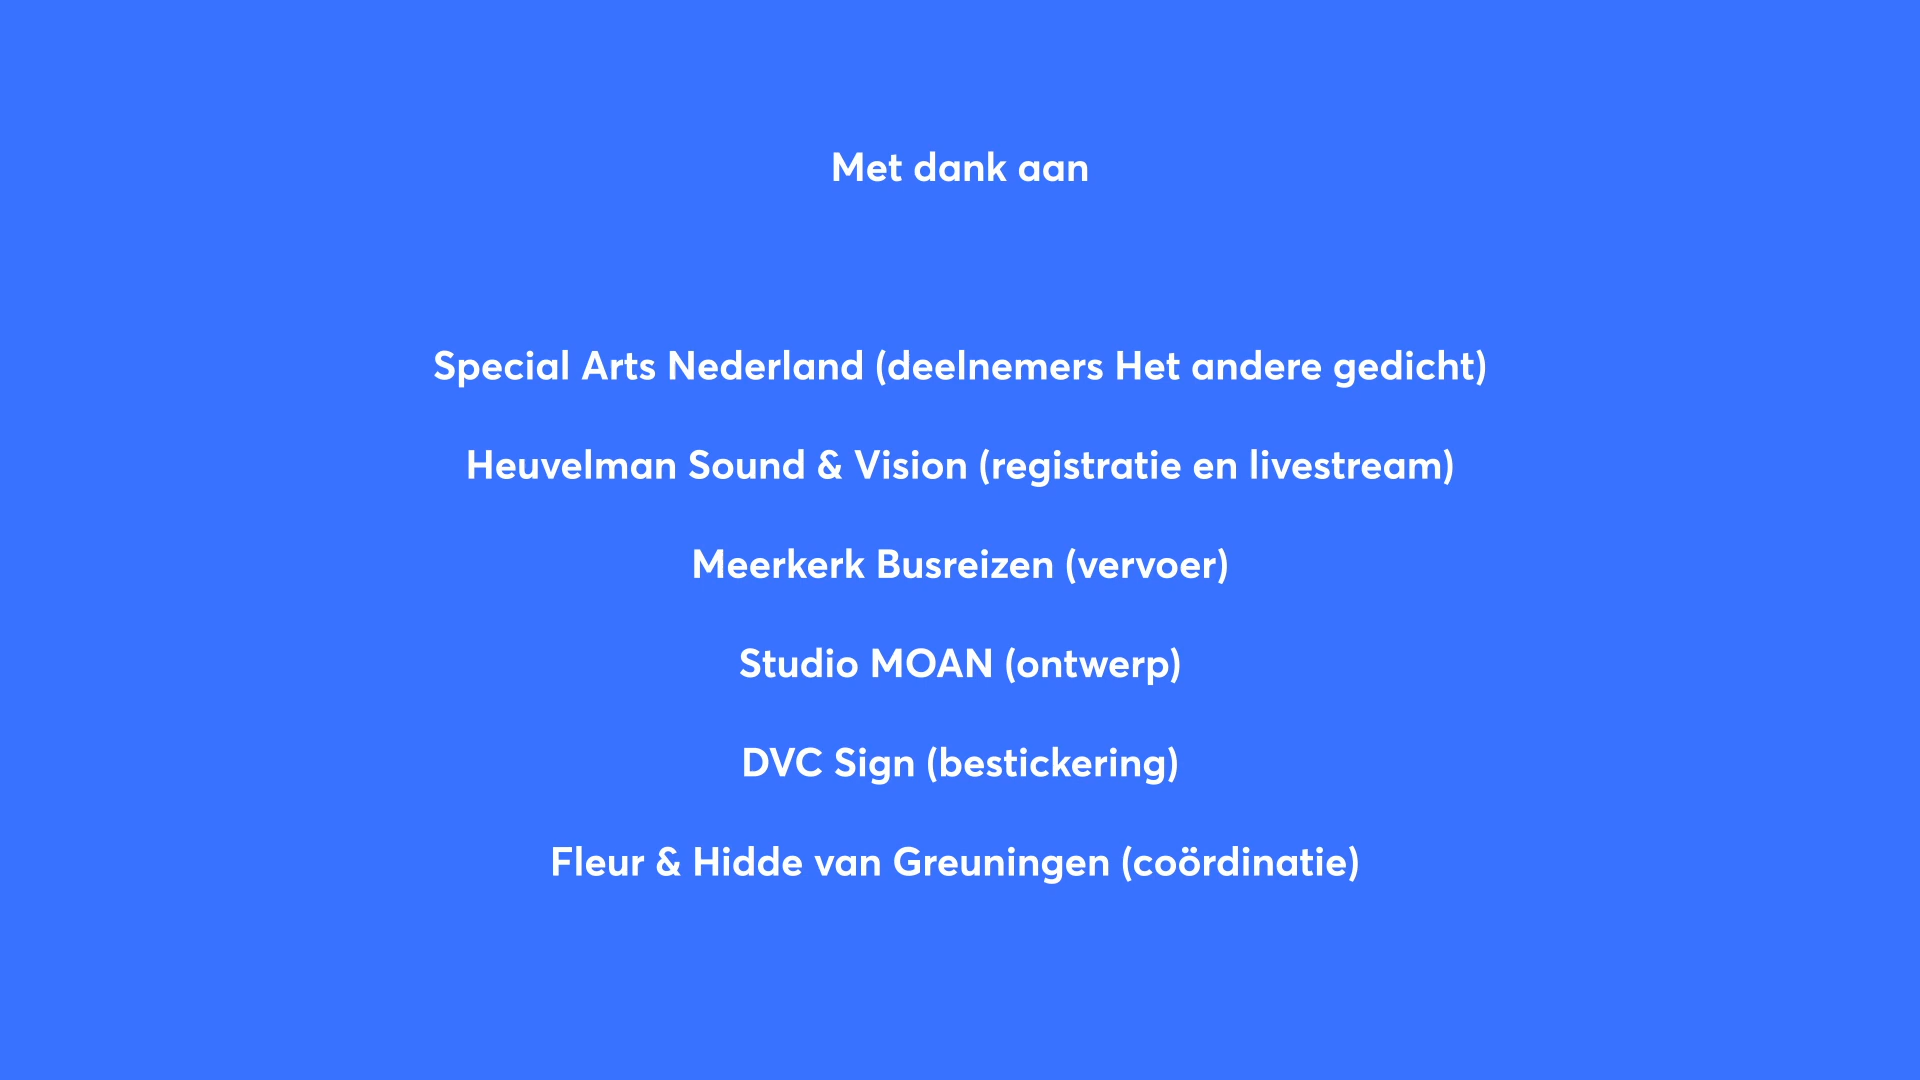 Met dank aan
Special Arts Nederland (deelnemers Het andere gedicht)
Heuvelman Sound & Vision (registratie en livestream)
Meerkerk Busreizen (vervoer)
Studio MOAN (ontwerp)
DVC Sign (bestickering)
Fleur & Hidde van Greuningen (coördinatie)